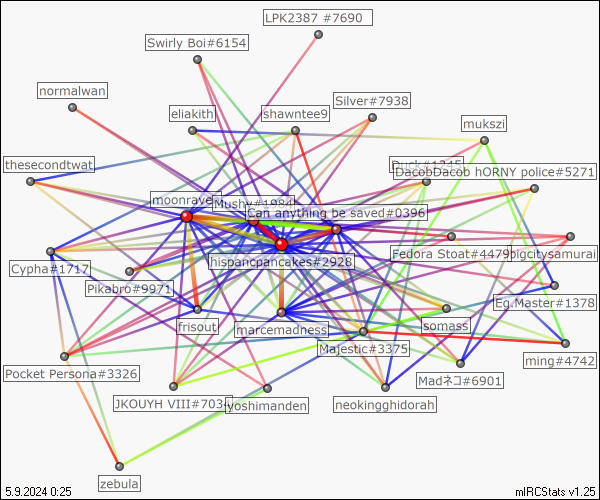 LPK2387 #7690
Swirly Boi#6154
normalwan
Silver#7938
eliakith
shawntee9
mukszi
thesecondtwat
Duck#1245
DacobDacob hORNY police#5271
moonraven
Mushy#1984
Can anything be saved#0396
Fedora Stoat#4479
bigcitysamurai
hispancpancakes#2928
Cypha#1717
Pikabro#9971
Eg.Master#1378
frisout
marcemadness
somass
Majestic#3375
ming#4742
Pocket Persona#3326
Madネコ#6901
JKOUYH VIII#7034
yoshimanden
neokingghidorah
zebula
5.9.2024 0:25
mIRCStats v1.25